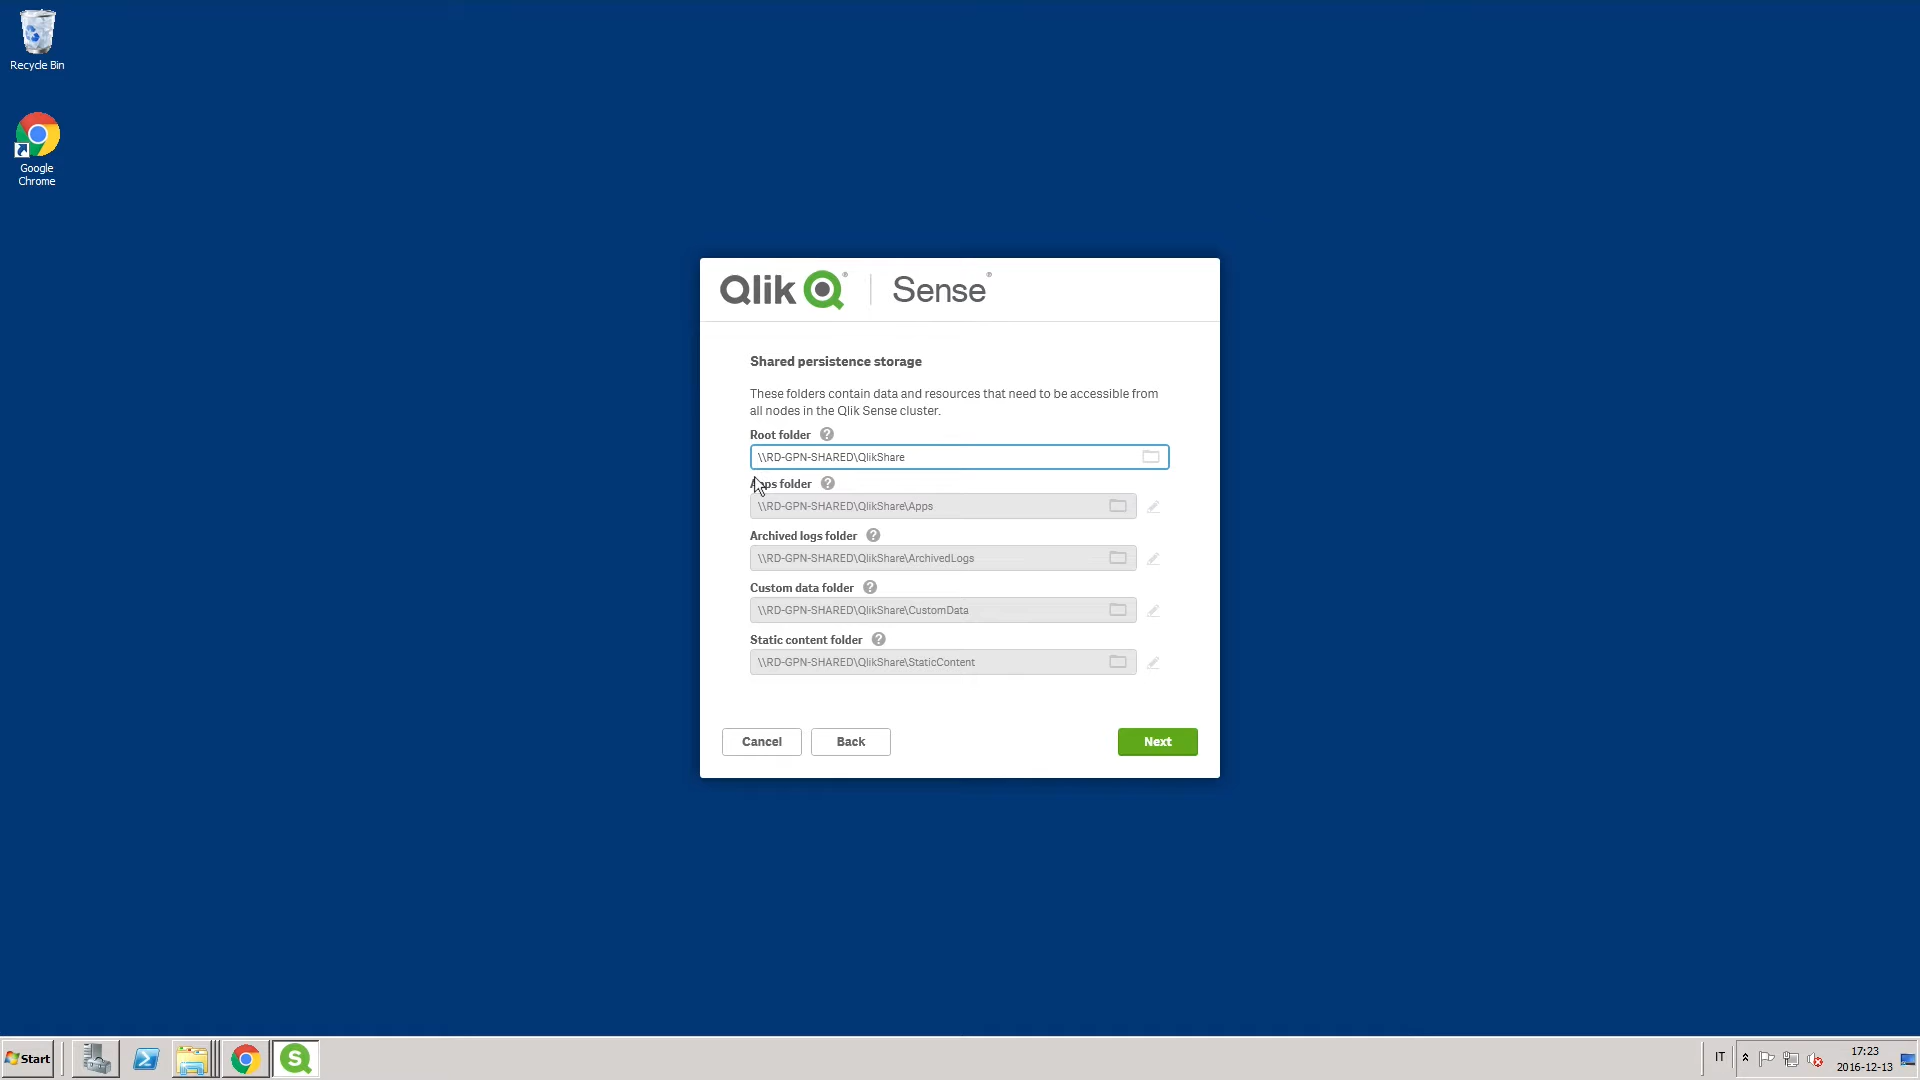 Recycle Bin
Google
Chrome
Qlik® Sense®
Shared persistence storage
These folders contain data and resources that need to be accessible from
all nodes in the Qlik Sense cluster.
Root folder ?
\\RD-GPN-SHARED\QlikShare
Apps folder ?
\\RD-GPN-SHARED\QlikShare\Apps
Archived logs folder ?
\\RD-GPN-SHARED\QlikShare\ArchivedLogs
Custom data folder ?
\\RD-GPN-SHARED\QlikShare\CustomData
Static content folder ?
\\RD-GPN-SHARED\QlikShare\StaticContent
Cancel Back Next
Start S IT 17:23
2016-12-13